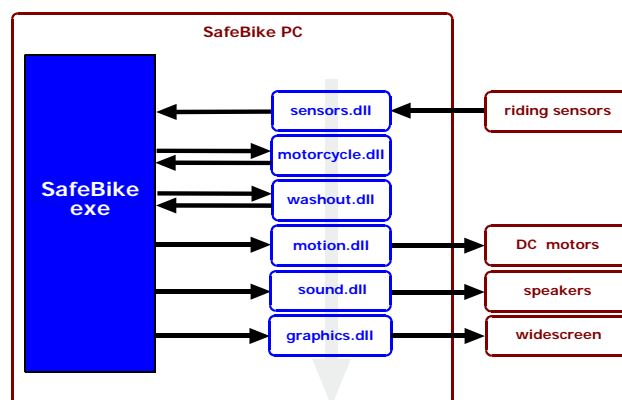 SafeBike PC
sensors.dll
riding sensors
motorcycle.dll
SafeBike
exe
washout.dll
motion.dll
DC motors
sound.dll
speakers
graphics.dll
widescreen